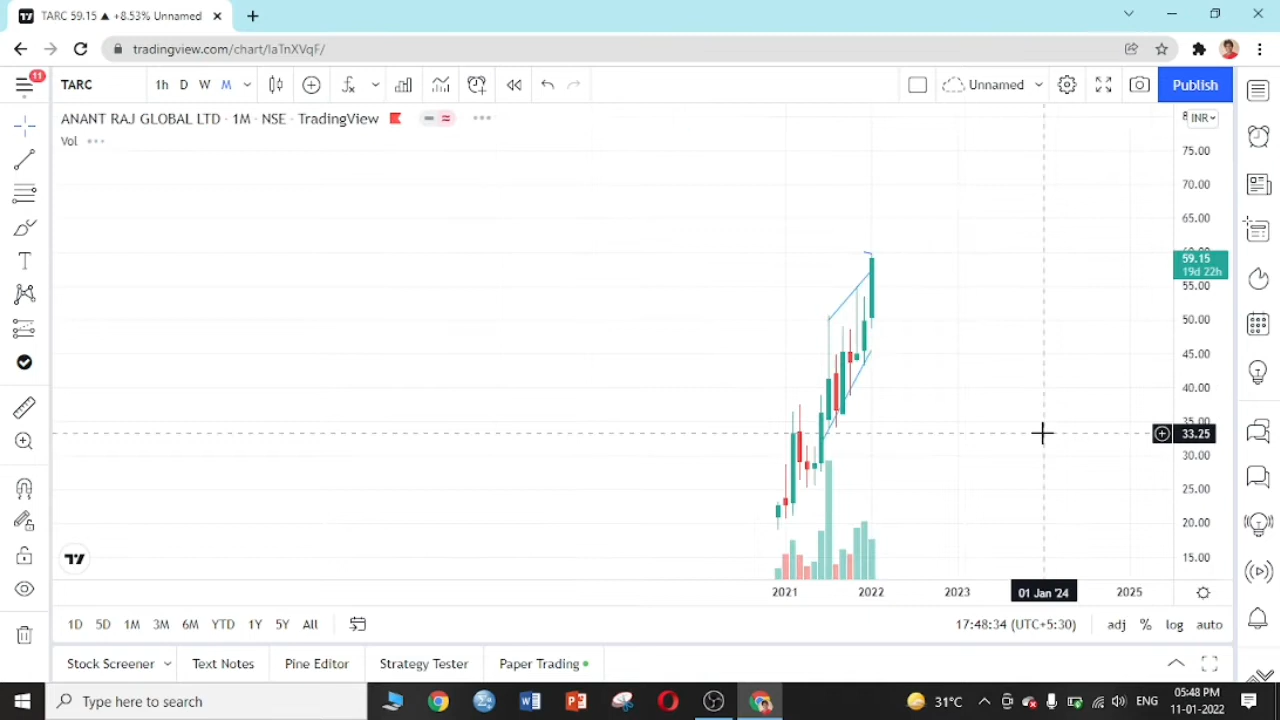 TARC 59.15 ▲ +8.53% Unnamed
tradingview.com/chart/IaTnXVqF/
11
TARC 1h D W M Unnamed Publish
ANANT RAJ GLOBAL LTD · 1M · NSE · TradingView
INR
Vol
75.00
70.00
65.00
59.15
19d 22h
55.00
50.00
45.00
40.00
35.00
33.25
30.00
25.00
20.00
15.00
2021 2022 2023 01 Jan '24 2025
1D 5D 1M 3M 6M YTD 1Y 5Y All 17:48:34 (UTC+5:30) adj % log auto
Stock Screener Text Notes Pine Editor Strategy Tester Paper Trading
Type here to search 31°C ENG 05:48 PM
11-01-2022